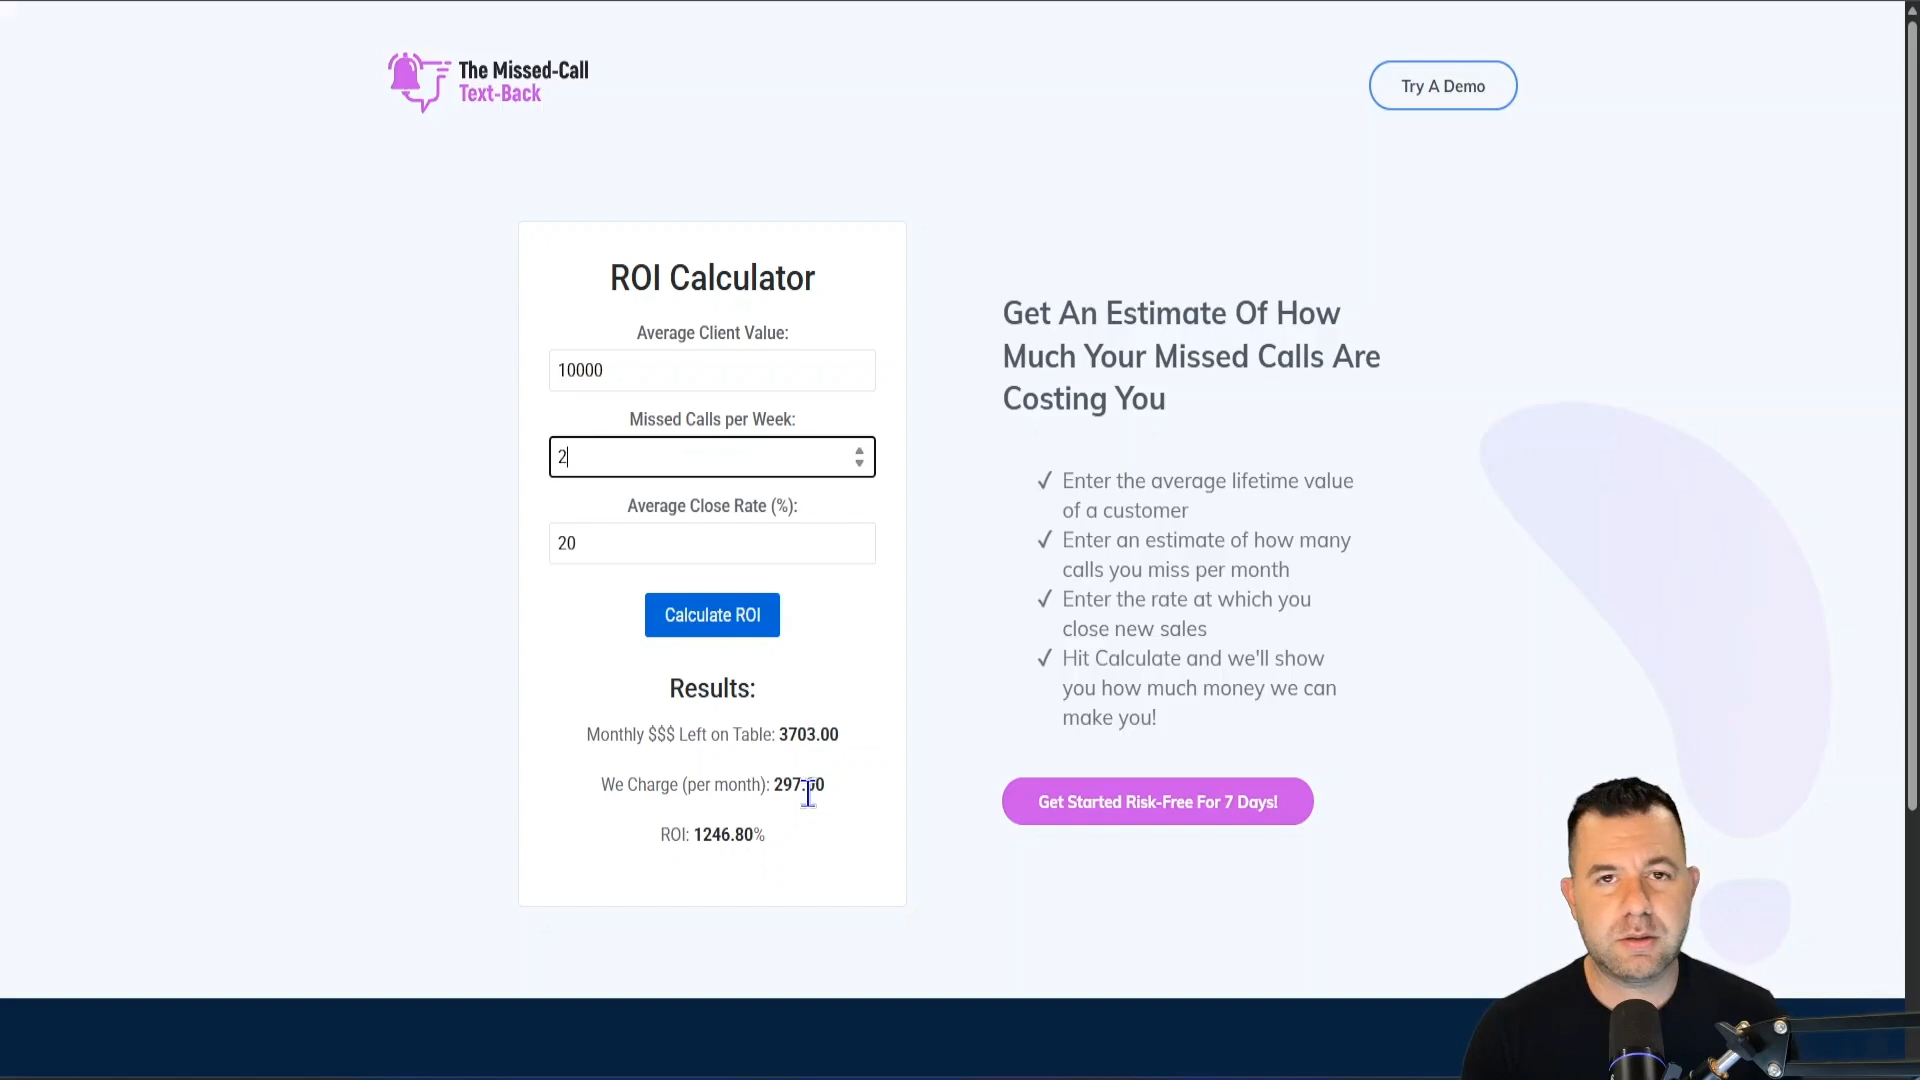 The Missed-Call
Text-Back
Try A Demo
ROI Calculator
Average Client Value:
10000
Missed Calls per Week:
2
Average Close Rate (%):
20
Calculate ROI
Results:
Monthly $$$ Left on Table: 3703.00
We Charge (per month): 297.00
ROI: 1246.80%
Get An Estimate Of How
Much Your Missed Calls Are
Costing You
✓ Enter the average lifetime value
of a customer
✓ Enter an estimate of how many
calls you miss per month
✓ Enter the rate at which you
close new sales
✓ Hit Calculate and we'll show
you how much money we can
make you!
Get Started Risk-Free For 7 Days!